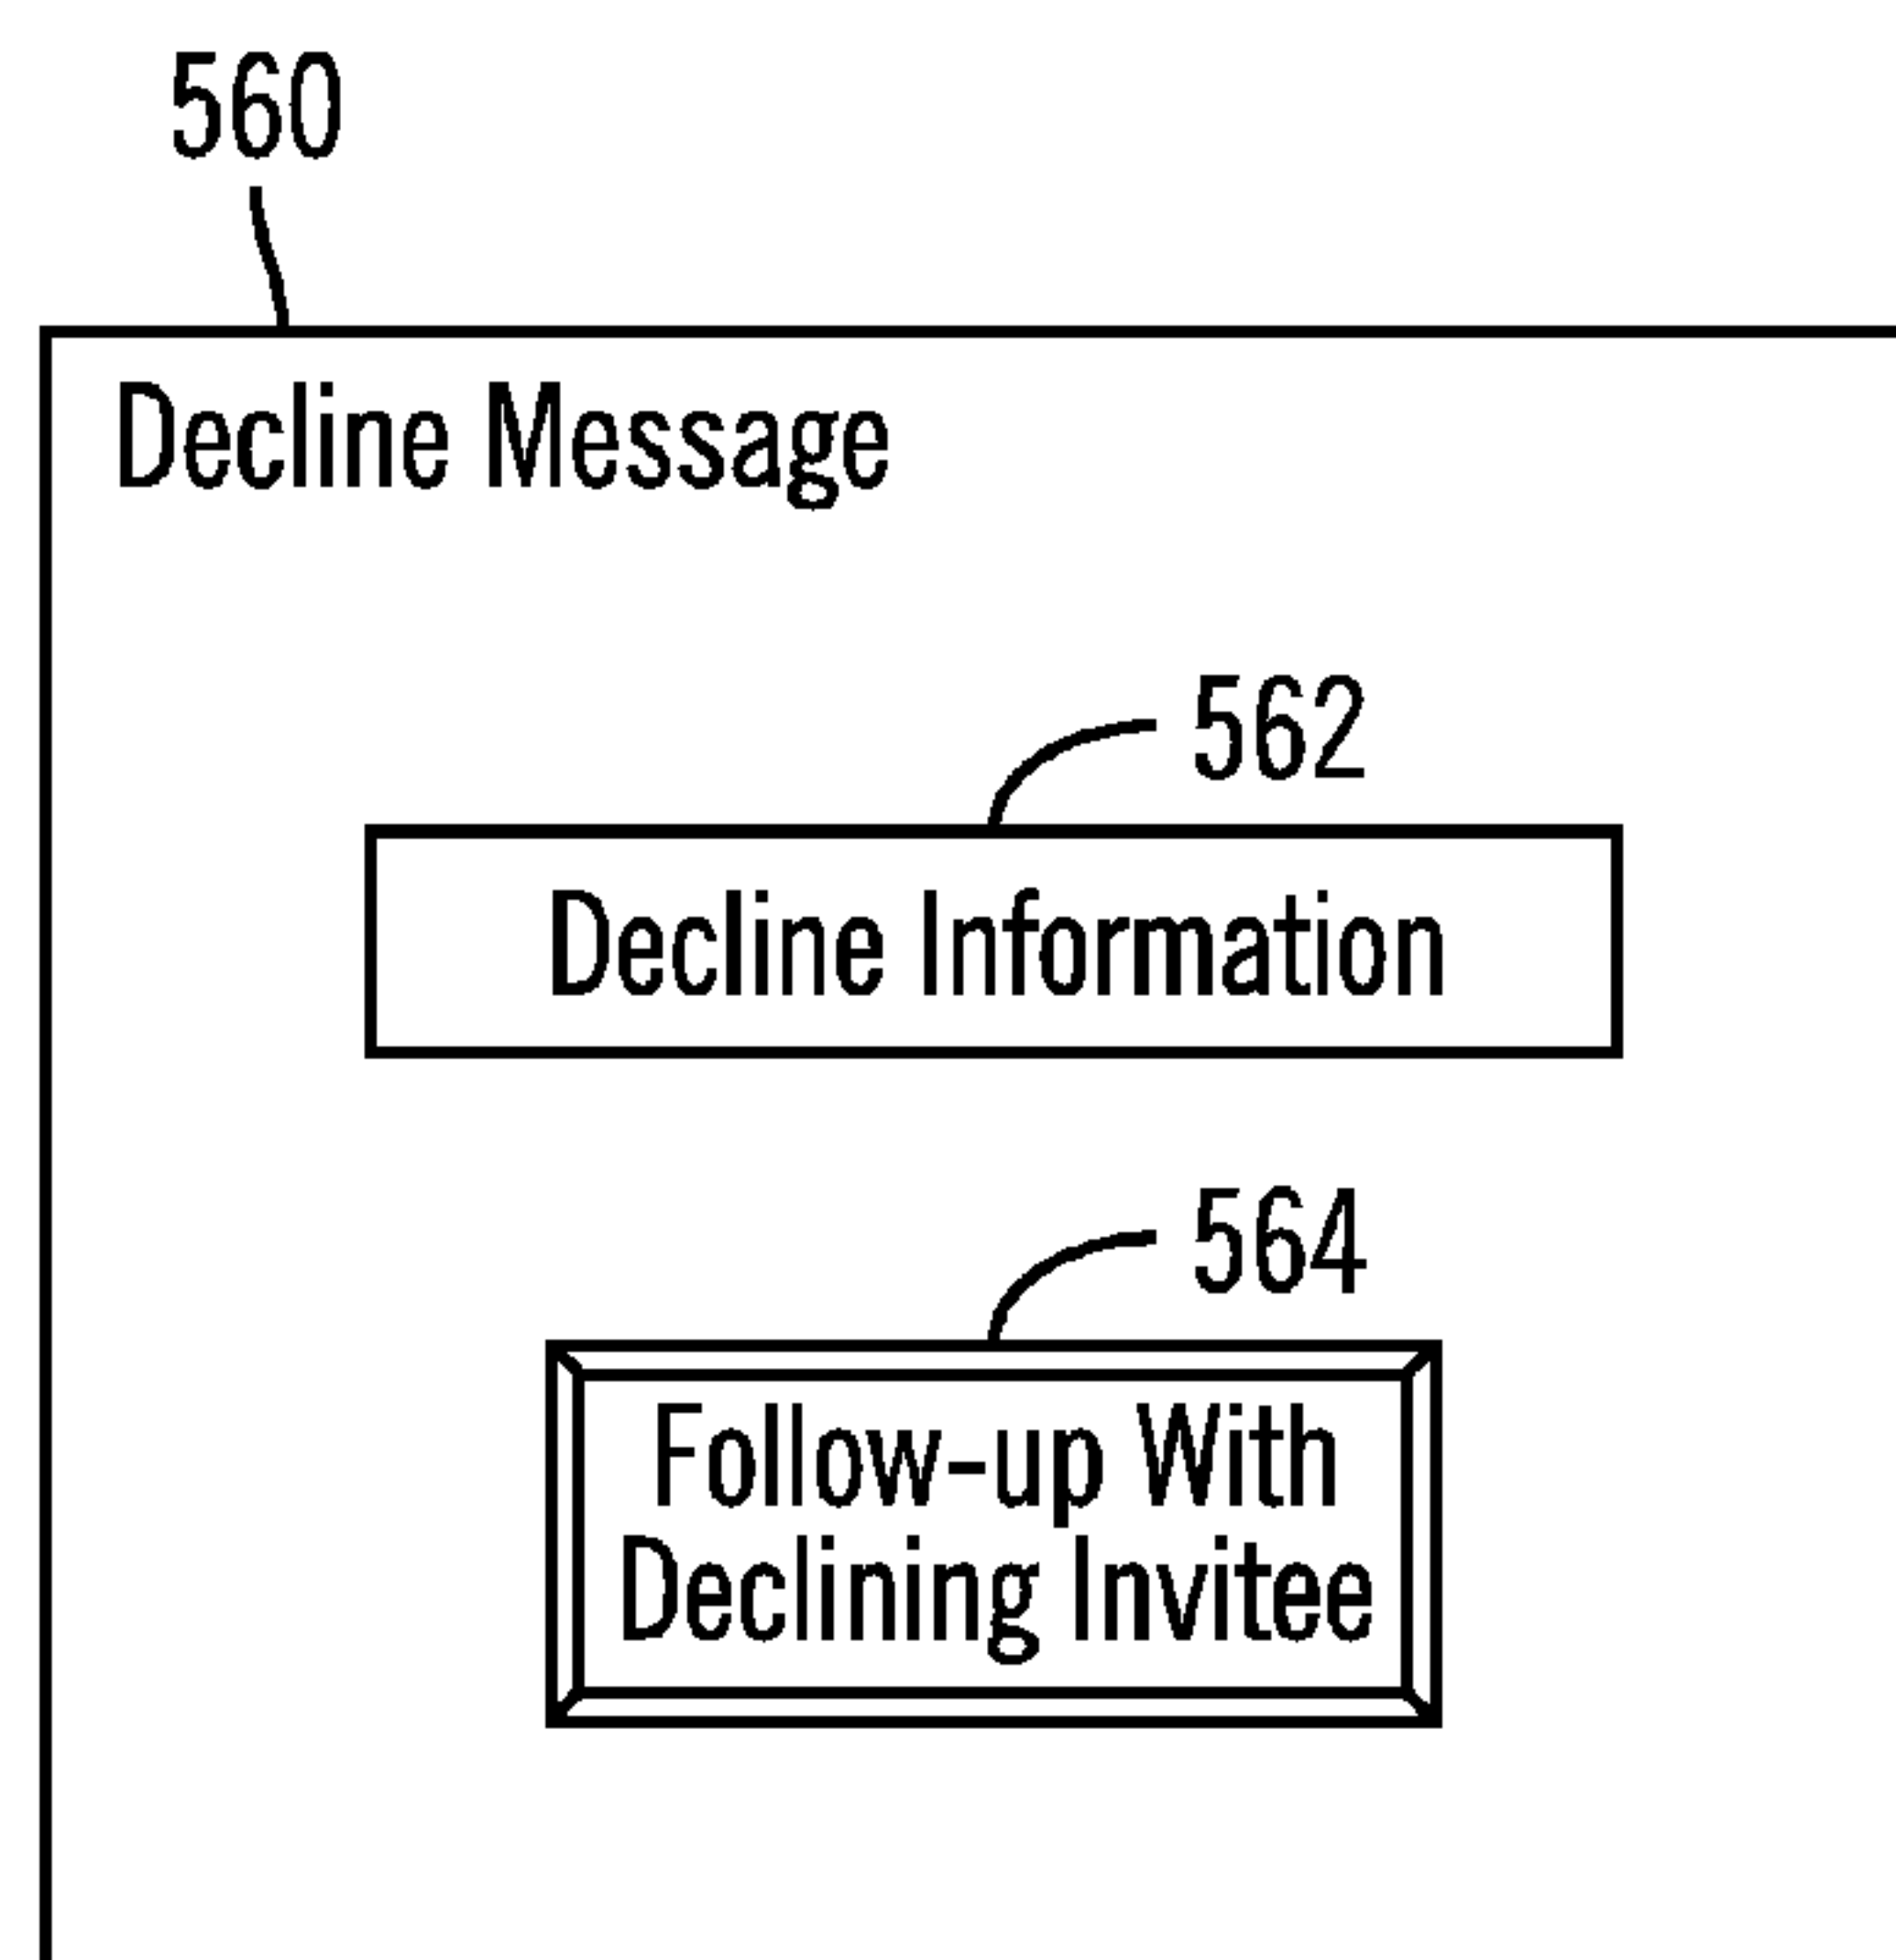 560
Decline Message
562
Decline Information
564
Follow-up With
Declining Invitee